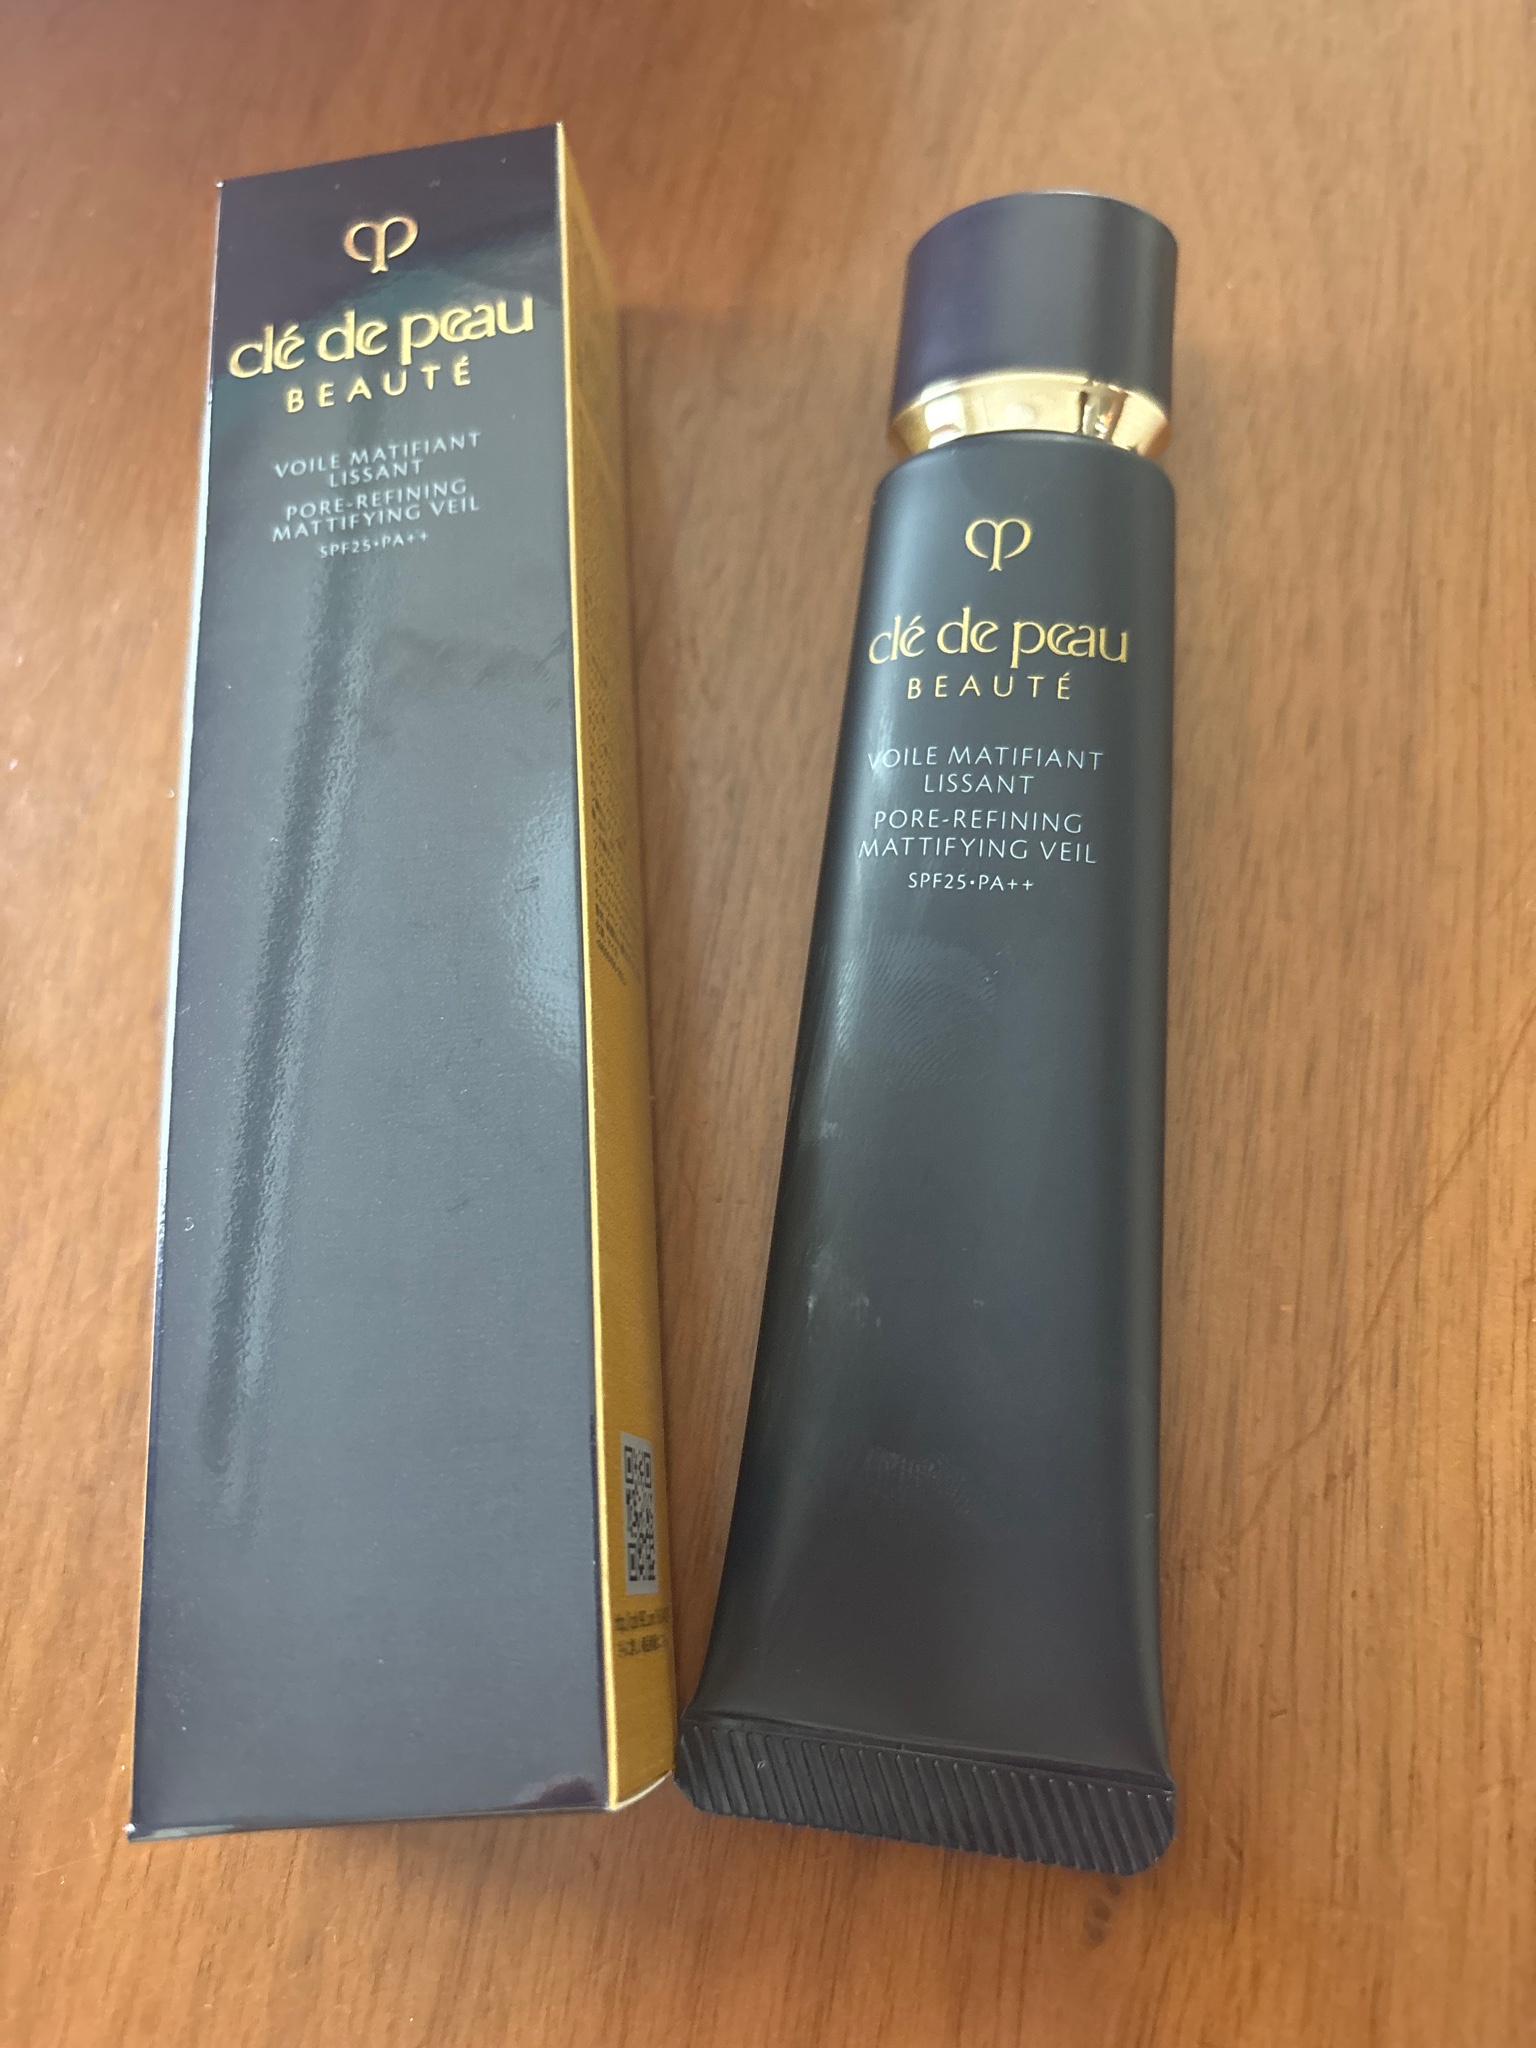 clé de peau
BEAUTÉ
VOILE MATIFIANT
LISSANT
PORE-REFINING
MATTIFYING VEIL
SPF25•PA++
clé de peau
BEAUTÉ
VOILE MATIFIANT
LISSANT
PORE-REFINING
MATTIFYING VEIL
SPF25•PA++